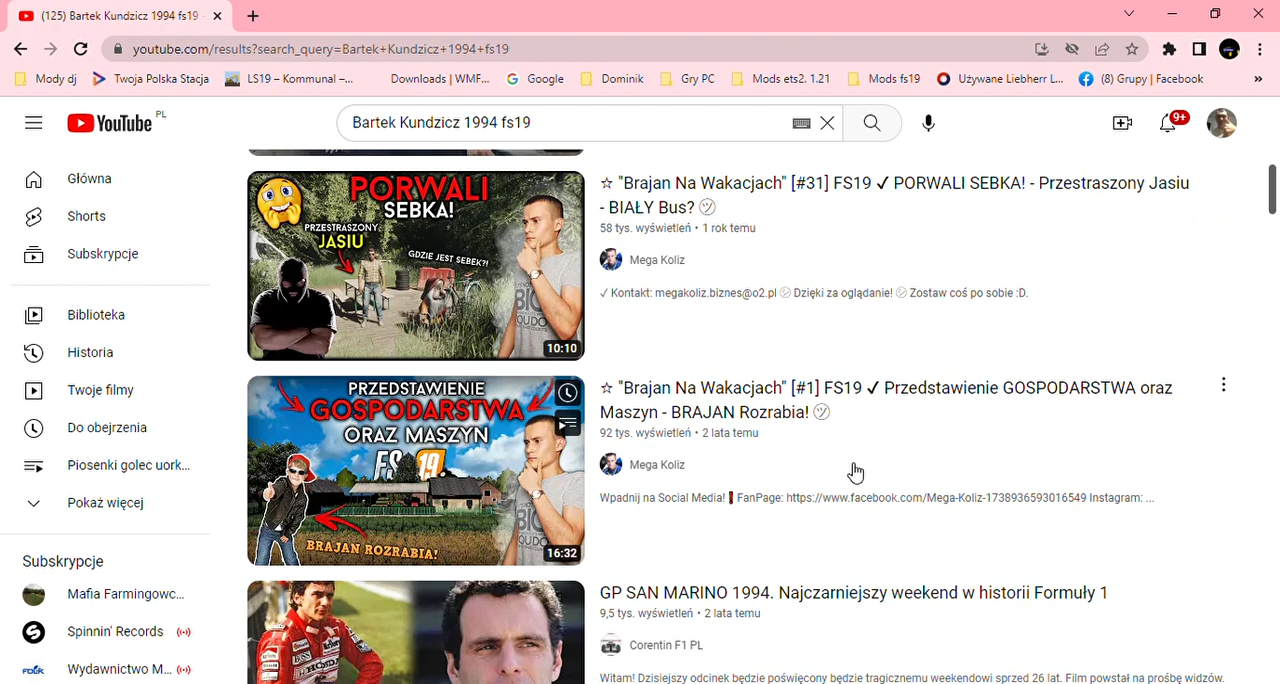 (125) Bartek Kundzicz 1994 fs19 -
youtube.com/results?search_query=Bartek+Kundzicz+1994+fs19
Mody dj
Twoja Polska Stacja
LS19 – Kommunal –...
Downloads | WMF...
Google
Dominik
Gry PC
Mods ets2. 1.21
Mods fs19
Używane Liebherr L...
(8) Grupy | Facebook
»
YouTube PL
Bartek Kundzicz 1994 fs19
9+
Główna
Shorts
Subskrypcje
Biblioteka
Historia
Twoje filmy
Do obejrzenia
Piosenki golec uork...
Pokaż więcej
Subskrypcje
Mafia Farmingowc...
Spinnin' Records
Wydawnictwo M...
FOLK
PORWALI
SEBKA!
PRZESTRASZONY
JASIU
GDZIE JEST SEBEK?!
BIG
10:10
☆ "Brajan Na Wakacjach" [#31] FS19 ✓ PORWALI SEBKA! - Przestraszony Jasiu
- BIAŁY Bus? 〄
58 tys. wyświetleń • 1 rok temu
Mega Koliz
✓ Kontakt: megakoliz.biznes@o2.pl 〄 Dzięki za oglądanie! 〄 Zostaw coś po sobie :D.
PRZEDSTAWIENIE
GOSPODARSTWA
ORAZ MASZYN
FS 19
BIG
BRAJAN ROZRABIA!
16:32
☆ "Brajan Na Wakacjach" [#1] FS19 ✓ Przedstawienie GOSPODARSTWA oraz
Maszyn - BRAJAN Rozrabia! 〄
92 tys. wyświetleń • 2 lata temu
Mega Koliz
Wpadnij na Social Media!❗FanPage: https://www.facebook.com/Mega-Koliz-1738936593016549 Instagram: ...
HONDA
GP SAN MARINO 1994. Najczarniejszy weekend w historii Formuły 1
9,5 tys. wyświetleń • 2 lata temu
Corentin F1 PL
Witam! Dzisiejszy odcinek będzie poświęcony będzie tragicznemu weekendowi sprzed 26 lat. Film powstał na prośbę widzów.